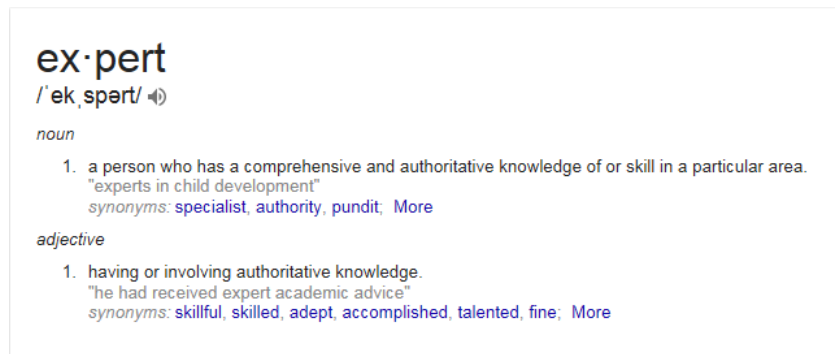 ex·pert
/ˈekˌspərt/
noun
1. a person who has a comprehensive and authoritative knowledge of or skill in a particular area.
"experts in child development"
synonyms: specialist, authority, pundit; More
adjective
1. having or involving authoritative knowledge.
"he had received expert academic advice"
synonyms: skillful, skilled, adept, accomplished, talented, fine; More